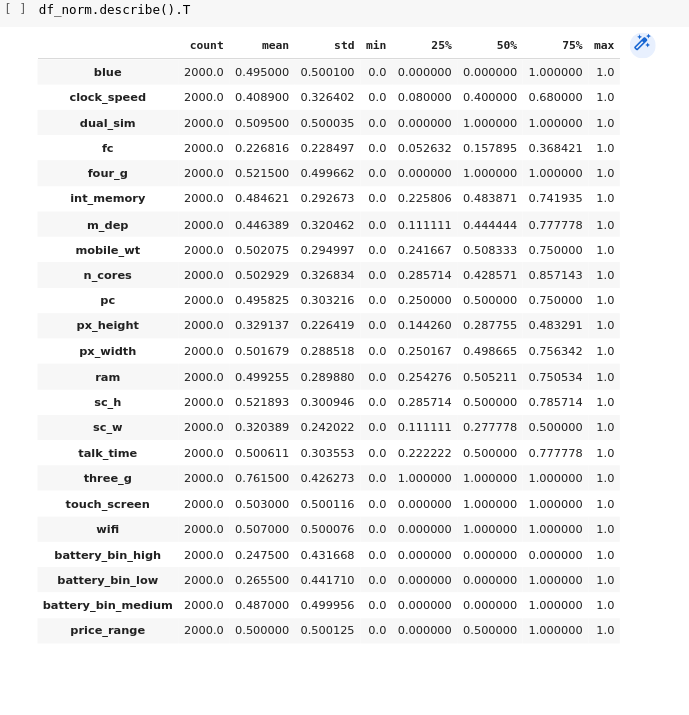 [ ] df_norm.describe().T
count mean std min 25% 50% 75% max
blue 2000.0 0.495000 0.500100 0.0 0.000000 0.000000 1.000000 1.0
clock_speed 2000.0 0.408900 0.326402 0.0 0.080000 0.400000 0.680000 1.0
dual_sim 2000.0 0.509500 0.500035 0.0 0.000000 1.000000 1.000000 1.0
fc 2000.0 0.226816 0.228497 0.0 0.052632 0.157895 0.368421 1.0
four_g 2000.0 0.521500 0.499662 0.0 0.000000 1.000000 1.000000 1.0
int_memory 2000.0 0.484621 0.292673 0.0 0.225806 0.483871 0.741935 1.0
m_dep 2000.0 0.446389 0.320462 0.0 0.111111 0.444444 0.777778 1.0
mobile_wt 2000.0 0.502075 0.294997 0.0 0.241667 0.508333 0.750000 1.0
n_cores 2000.0 0.502929 0.326834 0.0 0.285714 0.428571 0.857143 1.0
pc 2000.0 0.495825 0.303216 0.0 0.250000 0.500000 0.750000 1.0
px_height 2000.0 0.329137 0.226419 0.0 0.144260 0.287755 0.483291 1.0
px_width 2000.0 0.501679 0.288518 0.0 0.250167 0.498665 0.756342 1.0
ram 2000.0 0.499255 0.289880 0.0 0.254276 0.505211 0.750534 1.0
sc_h 2000.0 0.521893 0.300946 0.0 0.285714 0.500000 0.785714 1.0
sc_w 2000.0 0.320389 0.242022 0.0 0.111111 0.277778 0.500000 1.0
talk_time 2000.0 0.500611 0.303553 0.0 0.222222 0.500000 0.777778 1.0
three_g 2000.0 0.761500 0.426273 0.0 1.000000 1.000000 1.000000 1.0
touch_screen 2000.0 0.503000 0.500116 0.0 0.000000 1.000000 1.000000 1.0
wifi 2000.0 0.507000 0.500076 0.0 0.000000 1.000000 1.000000 1.0
battery_bin_high 2000.0 0.247500 0.431668 0.0 0.000000 0.000000 0.000000 1.0
battery_bin_low 2000.0 0.265500 0.441710 0.0 0.000000 0.000000 1.000000 1.0
battery_bin_medium 2000.0 0.487000 0.499956 0.0 0.000000 0.000000 1.000000 1.0
price_range 2000.0 0.500000 0.500125 0.0 0.000000 0.500000 1.000000 1.0